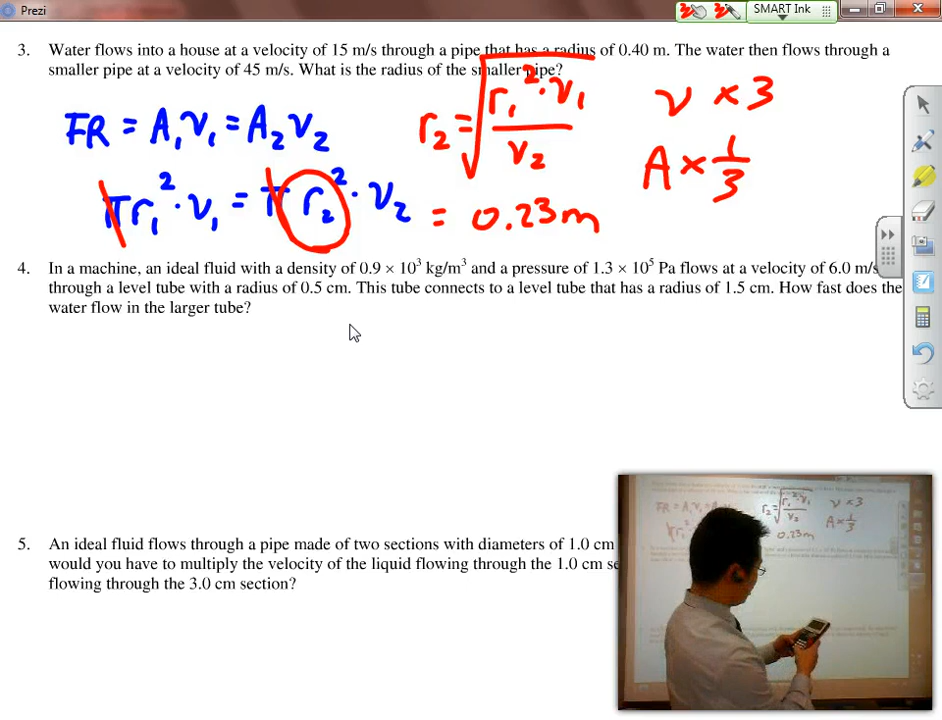 Prezi
SMART Ink
3. Water flows into a house at a velocity of 15 m/s through a pipe that has a radius of 0.40 m. The water then flows through a
smaller pipe at a velocity of 45 m/s. What is the radius of the smaller pipe?
FR = A₁v₁ = A₂v₂
πr₁²·v₁ = πr₂²·v₂
r₂ = √(r₁²·v₁/v₂)
= 0.23m
v × 3
A × 1/3
4. In a machine, an ideal fluid with a density of 0.9 × 10³ kg/m³ and a pressure of 1.3 × 10⁵ Pa flows at a velocity of 6.0 m/s
through a level tube with a radius of 0.5 cm. This tube connects to a level tube that has a radius of 1.5 cm. How fast does the
water flow in the larger tube?
5. An ideal fluid flows through a pipe made of two sections with diameters of 1.0 cm
would you have to multiply the velocity of the liquid flowing through the 1.0 cm se
flowing through the 3.0 cm section?